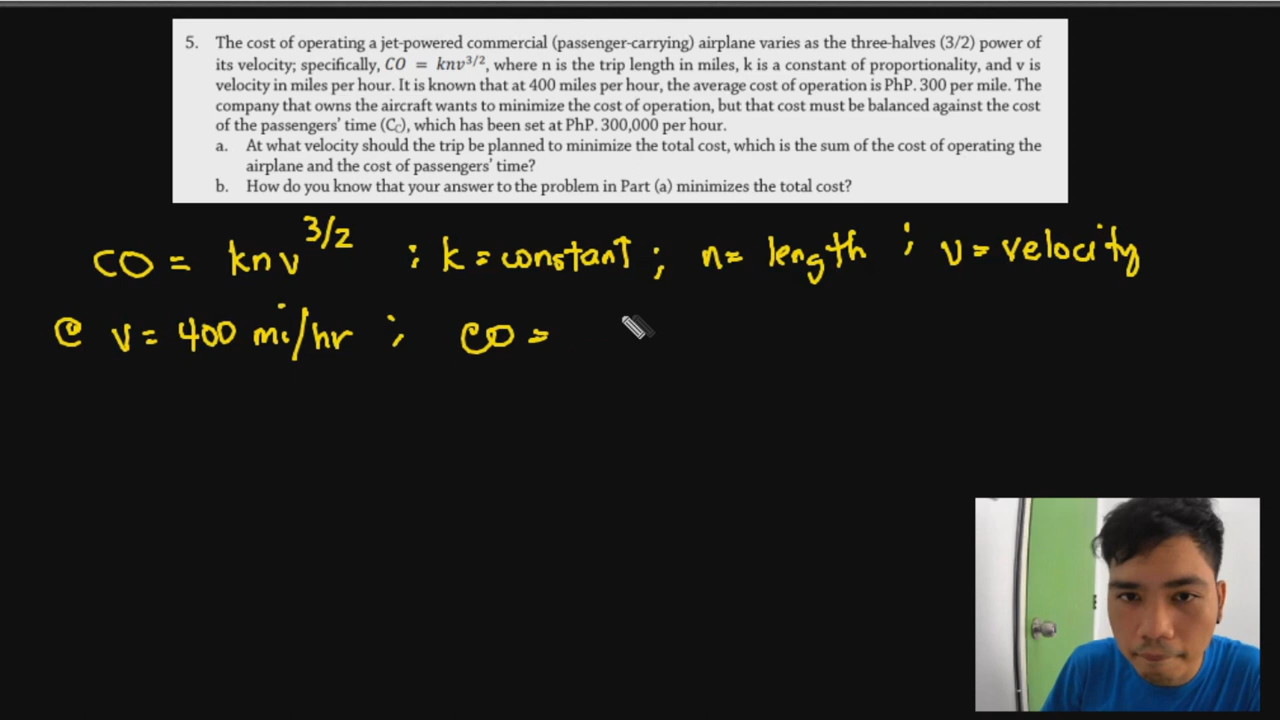 5. The cost of operating a jet-powered commercial (passenger-carrying) airplane varies as the three-halves (3/2) power of
its velocity; specifically, CO = knv^3/2, where n is the trip length in miles, k is a constant of proportionality, and v is
velocity in miles per hour. It is known that at 400 miles per hour, the average cost of operation is PhP. 300 per mile. The
company that owns the aircraft wants to minimize the cost of operation, but that cost must be balanced against the cost
of the passengers' time (CC), which has been set at PhP. 300,000 per hour.
a. At what velocity should the trip be planned to minimize the total cost, which is the sum of the cost of operating the
airplane and the cost of passengers' time?
b. How do you know that your answer to the problem in Part (a) minimizes the total cost?
CO = knv^3/2 ; k = constant ; n = length ; v = velocity
@ v = 400 mi/hr ; CO =